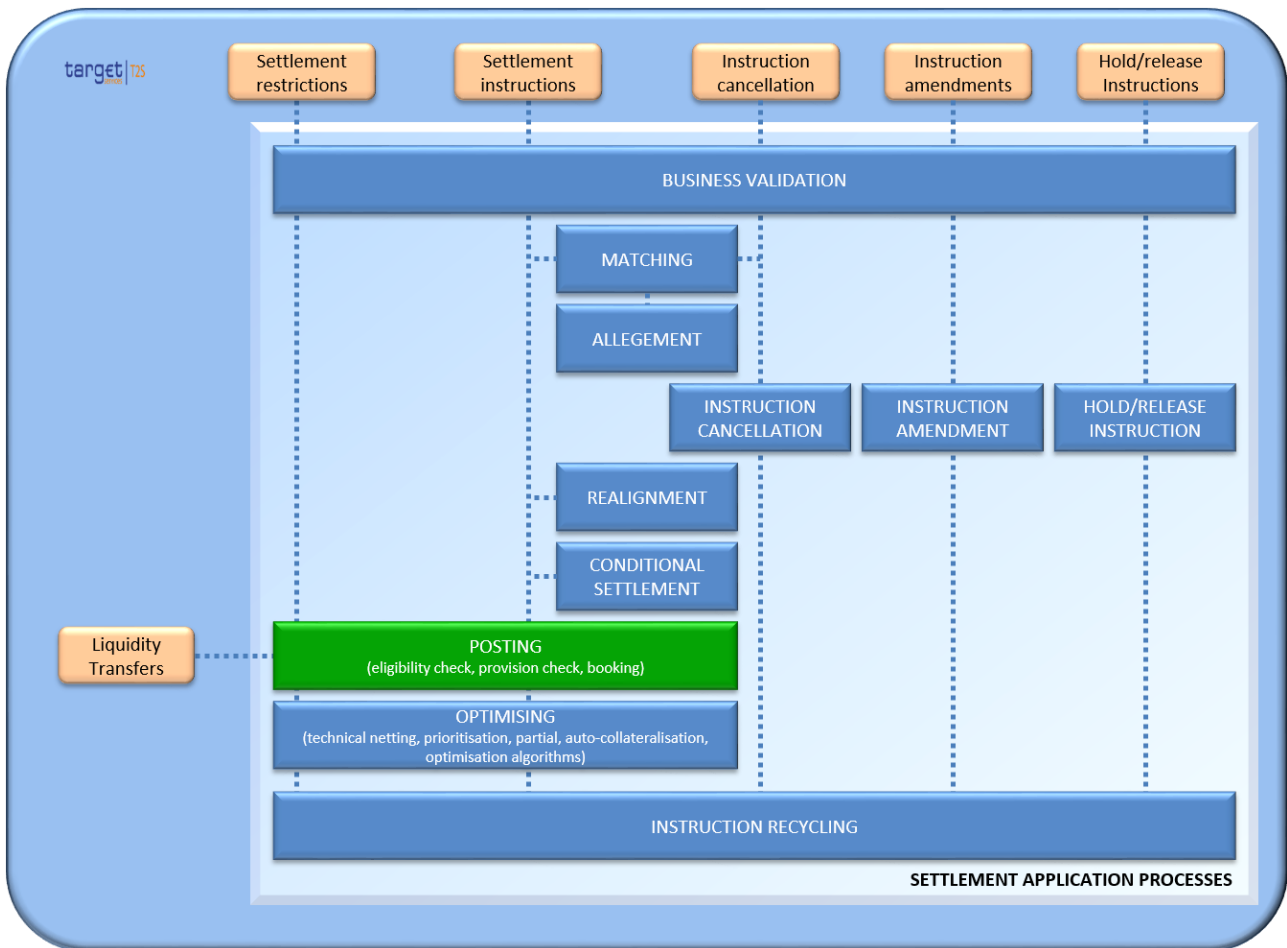 target T2S
Settlement
restrictions
Settlement
instructions
Instruction
cancellation
Instruction
amendments
Hold/release
Instructions
BUSINESS VALIDATION
MATCHING
ALLEGEMENT
INSTRUCTION
CANCELLATION
INSTRUCTION
AMENDMENT
HOLD/RELEASE
INSTRUCTION
REALIGNMENT
CONDITIONAL
SETTLEMENT
Liquidity
Transfers
POSTING
(eligibility check, provision check, booking)
OPTIMISING
(technical netting, prioritisation, partial, auto-collateralisation,
optimisation algorithms)
INSTRUCTION RECYCLING
SETTLEMENT APPLICATION PROCESSES